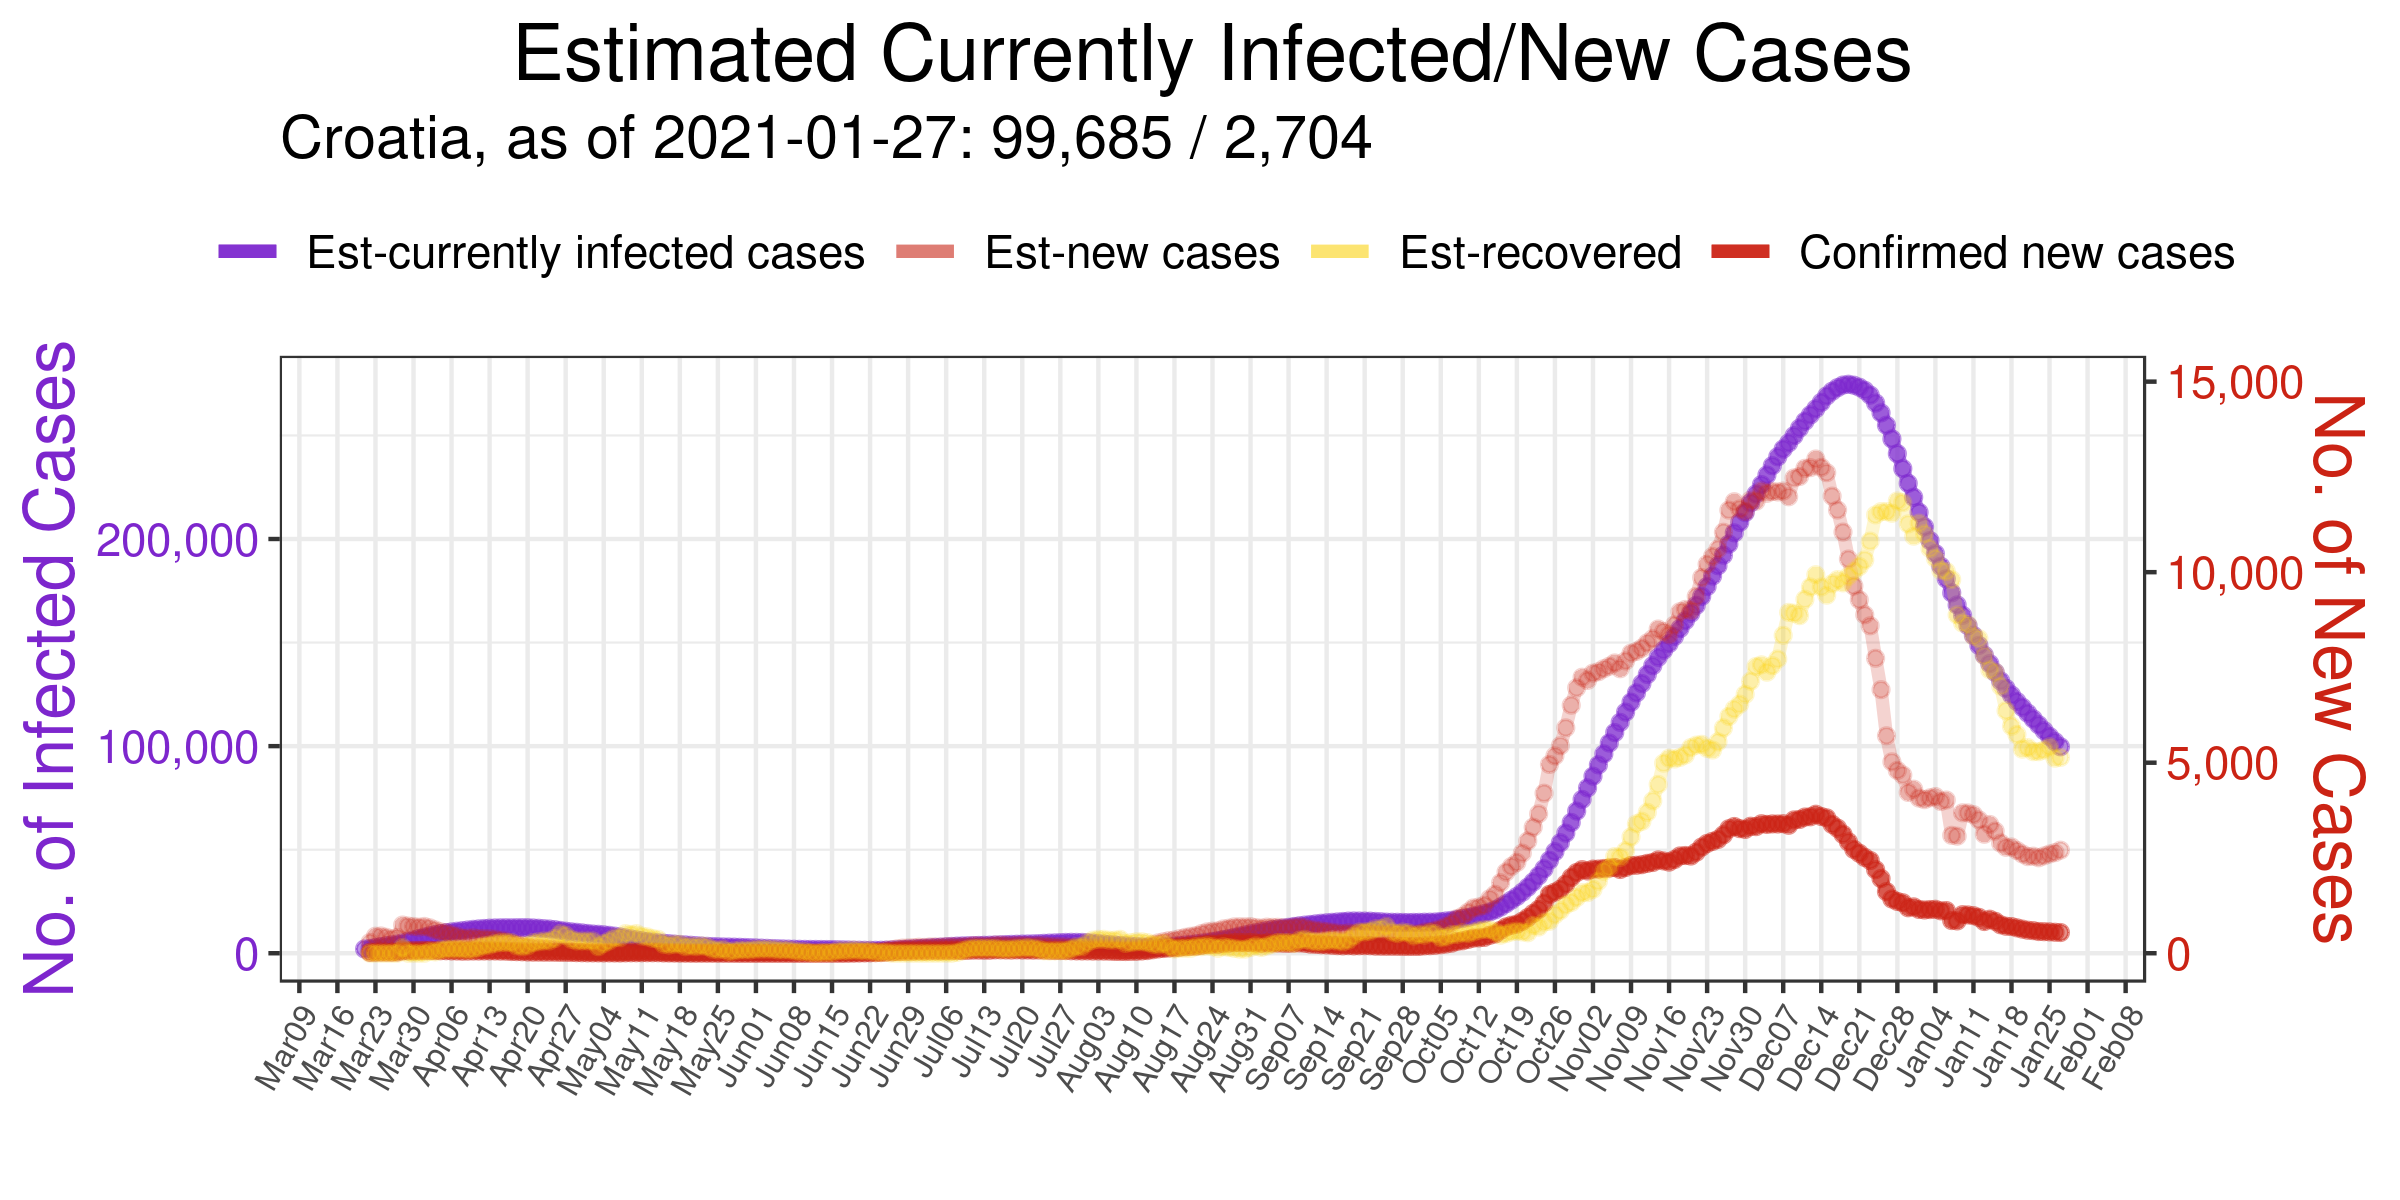 Estimated Currently Infected/New Cases
Croatia, as of 2021-01-27: 99,685 / 2,704
Est-currently infected cases Est-new cases Est-recovered Confirmed new cases
No. of Infected Cases
200,000
100,000
0
15,000
10,000
5,000
0
No. of New Cases
Mar09 Mar16 Mar23 Mar30 Apr06 Apr13 Apr20 Apr27 May04 May11 May18 May25 Jun01 Jun08 Jun15 Jun22 Jun29 Jul06 Jul13 Jul20 Jul27 Aug03 Aug10 Aug17 Aug24 Aug31 Sep07 Sep14 Sep21 Sep28 Oct05 Oct12 Oct19 Oct26 Nov02 Nov09 Nov16 Nov23 Nov30 Dec07 Dec14 Dec21 Dec28 Jan04 Jan11 Jan18 Jan25 Feb01 Feb08